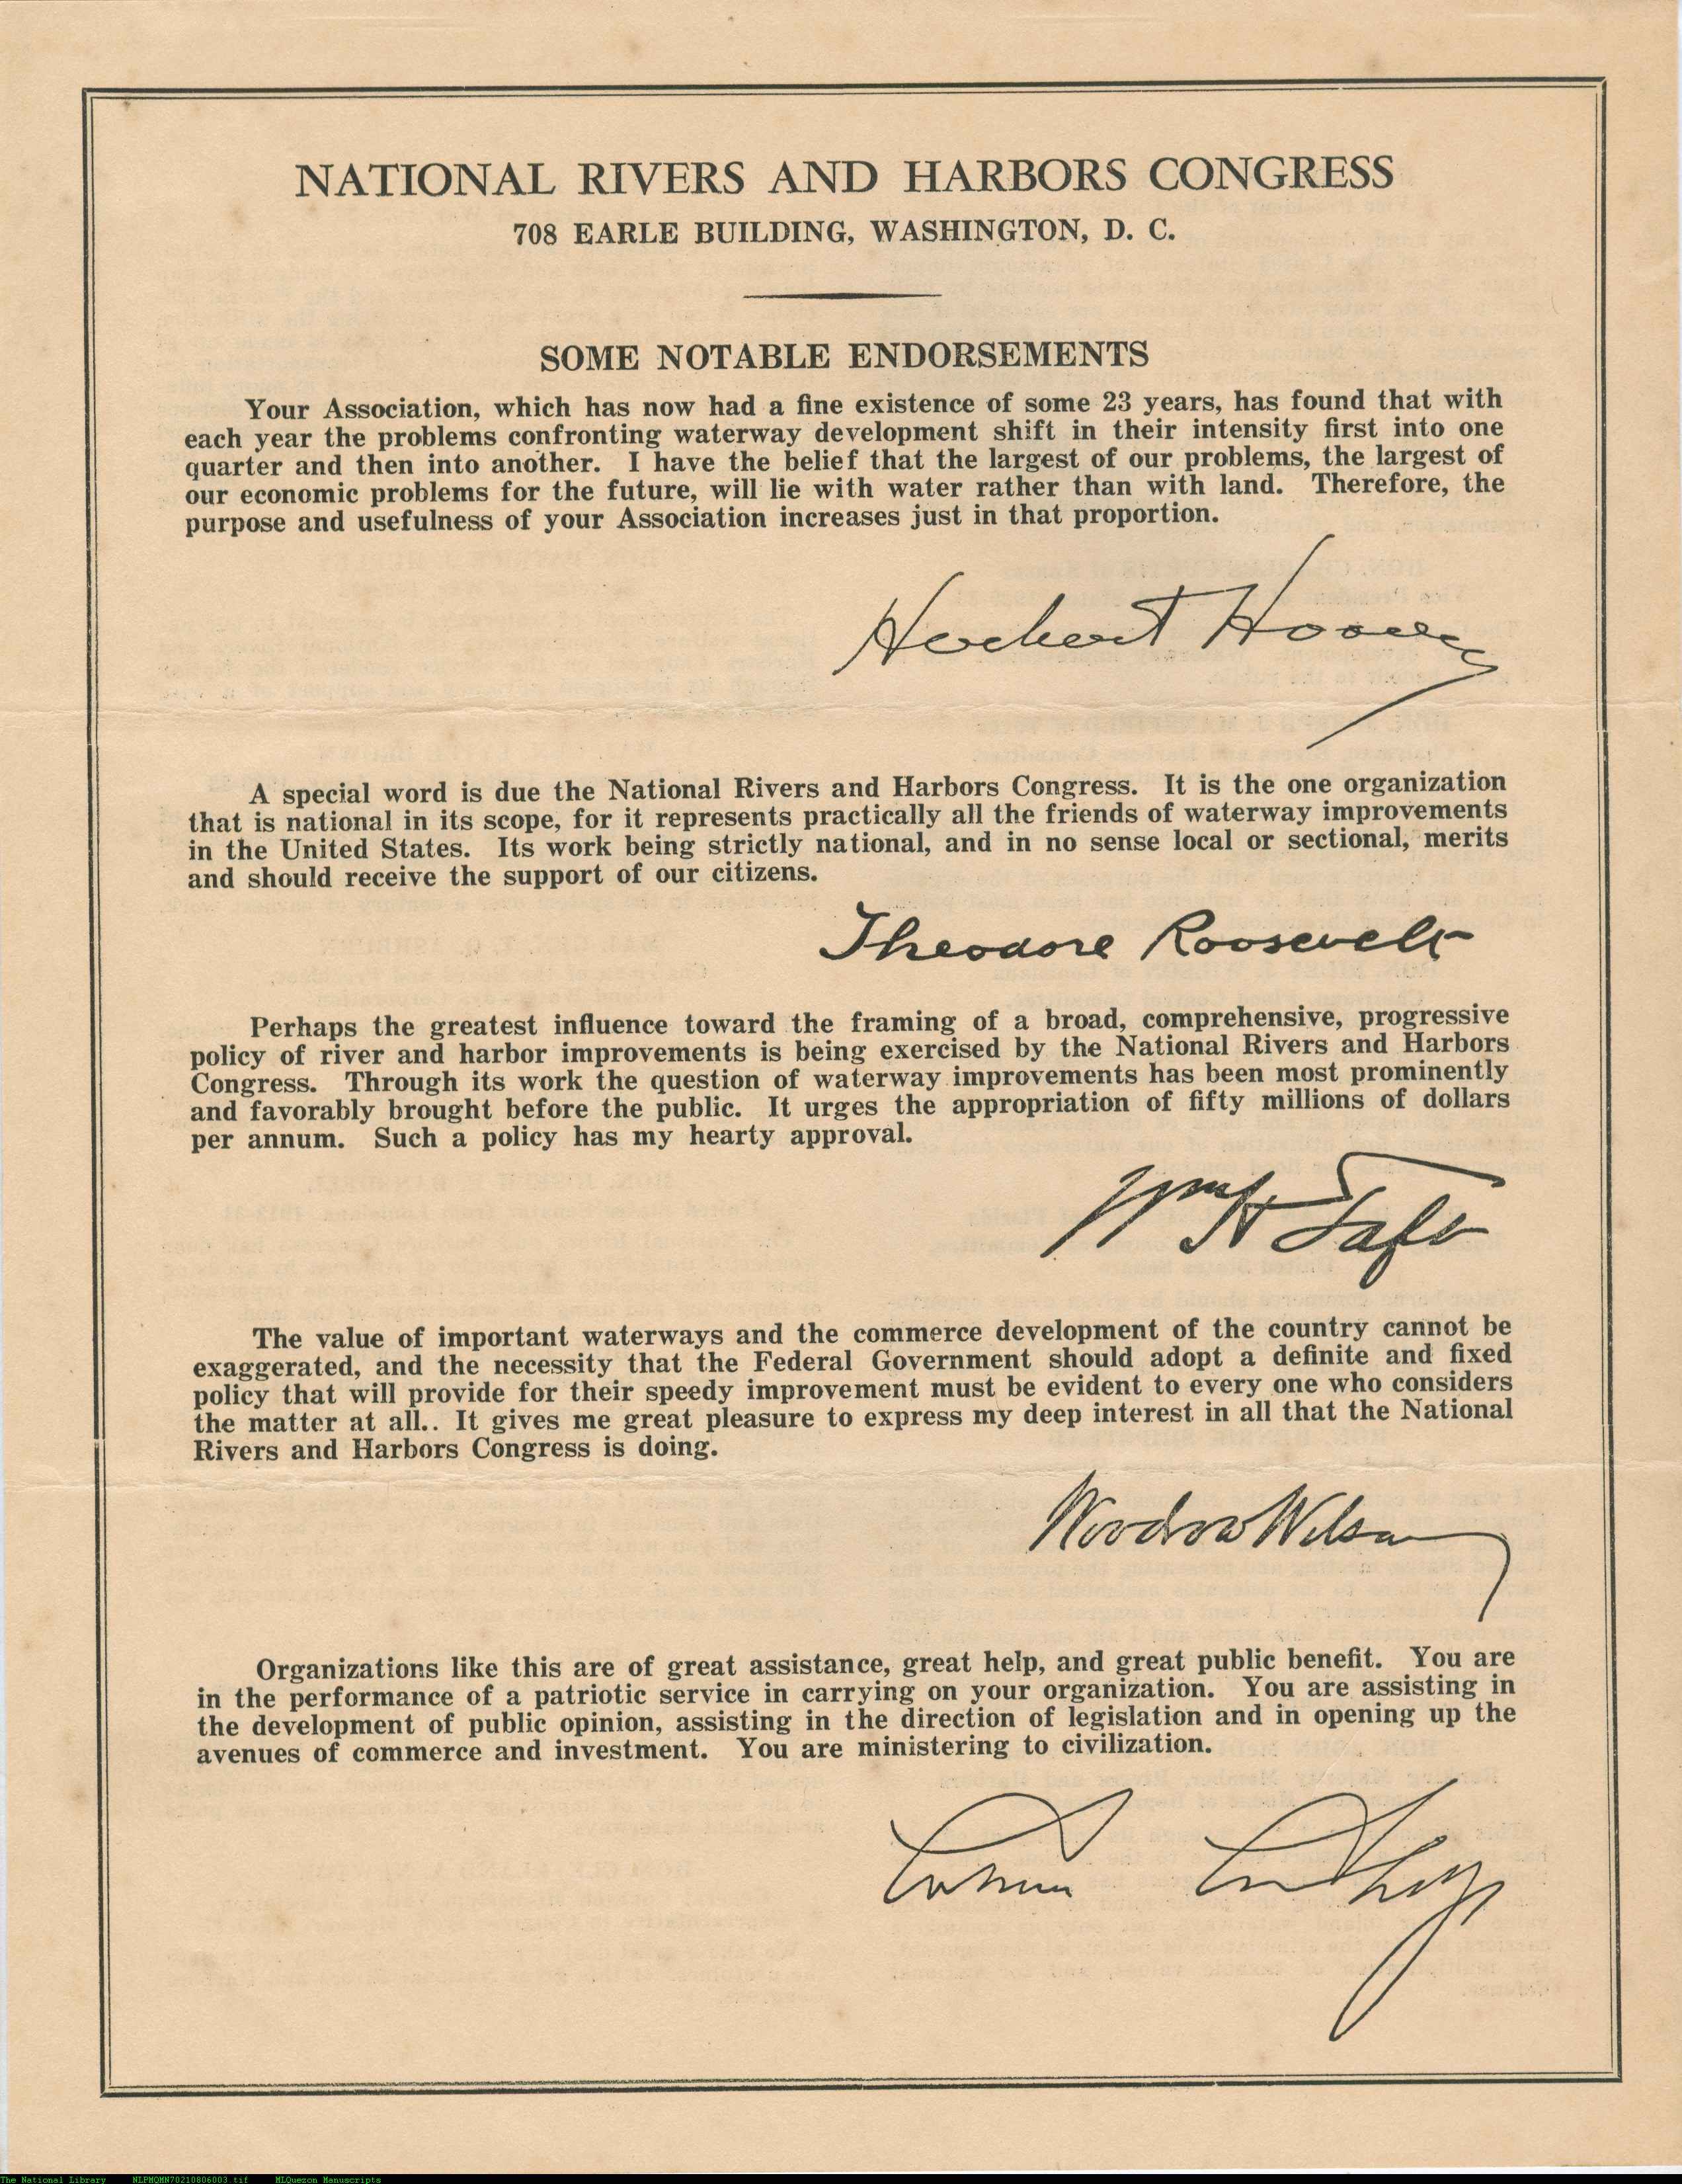 NATIONAL RIVERS AND HARBORS CONGRESS
708 EARLE BUILDING, WASHINGTON, D. C.
SOME NOTABLE ENDORSEMENTS
Your Association, which has now had a fine existence of some 23 years, has found that with
each year the problems confronting waterway development shift in their intensity first into one
quarter and then into another. I have the belief that the largest of our problems, the largest of
our economic problems for the future, will lie with water rather than with land. Therefore, the
purpose and usefulness of your Association increases just in that proportion.
Herbert Hoover
A special word is due the National Rivers and Harbors Congress. It is the one organization
that is national in its scope, for it represents practically all the friends of waterway improvements
in the United States. Its work being strictly national, and in no sense local or sectional, merits
and should receive the support of our citizens.
Theodore Roosevelt
Perhaps the greatest influence toward the framing of a broad, comprehensive, progressive
policy of river and harbor improvements is being exercised by the National Rivers and Harbors
Congress. Through its work the question of waterway improvements has been most prominently
and favorably brought before the public. It urges the appropriation of fifty millions of dollars
per annum. Such a policy has my hearty approval.
Wm H Taft
The value of important waterways and the commerce development of the country cannot be
exaggerated, and the necessity that the Federal Government should adopt a definite and fixed
policy that will provide for their speedy improvement must be evident to every one who considers
the matter at all.. It gives me great pleasure to express my deep interest in all that the National
Rivers and Harbors Congress is doing.
Woodrow Wilson
Organizations like this are of great assistance, great help, and great public benefit. You are
in the performance of a patriotic service in carrying on your organization. You are assisting in
the development of public opinion, assisting in the direction of legislation and in opening up the
avenues of commerce and investment. You are ministering to civilization.
Calvin Coolidge
The National Library NLPMQMN70210806003.tif MLQuezon Manuscripts